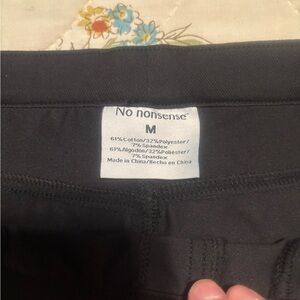 No nonsense
M
61%Cotton/32%Polyester/
7%Spandex
61%Algodón/32%Poliéster/
7%Spandex
Made in China/Hecho en China